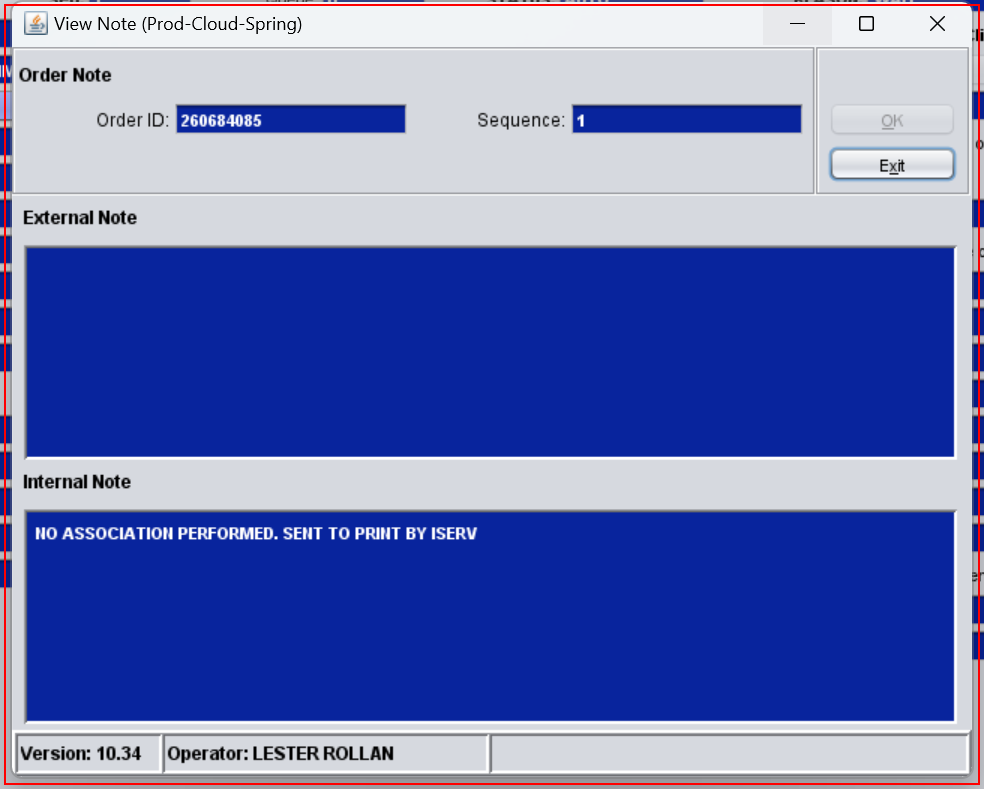 View Note (Prod-Cloud-Spring)
Order Note
Order ID: 260684085 Sequence: 1
OK
Exit
External Note
Internal Note
NO ASSOCIATION PERFORMED. SENT TO PRINT BY ISERV
Version: 10.34 Operator: LESTER ROLLAN